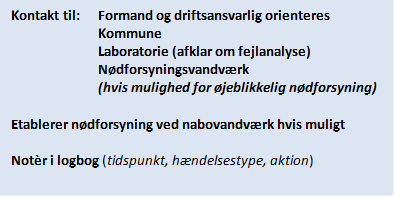 Kontakt til: Formand og driftsansvarlig orienteres
Kommune
Laboratorie (afklar om fejlanalyse)
Nødforsyningsvandværk
(hvis mulighed for øjeblikkelig nødforsyning)
Etablerer nødforsyning ved nabovandværk hvis muligt
Notèr i logbog (tidspunkt, hændelsestype, aktion)